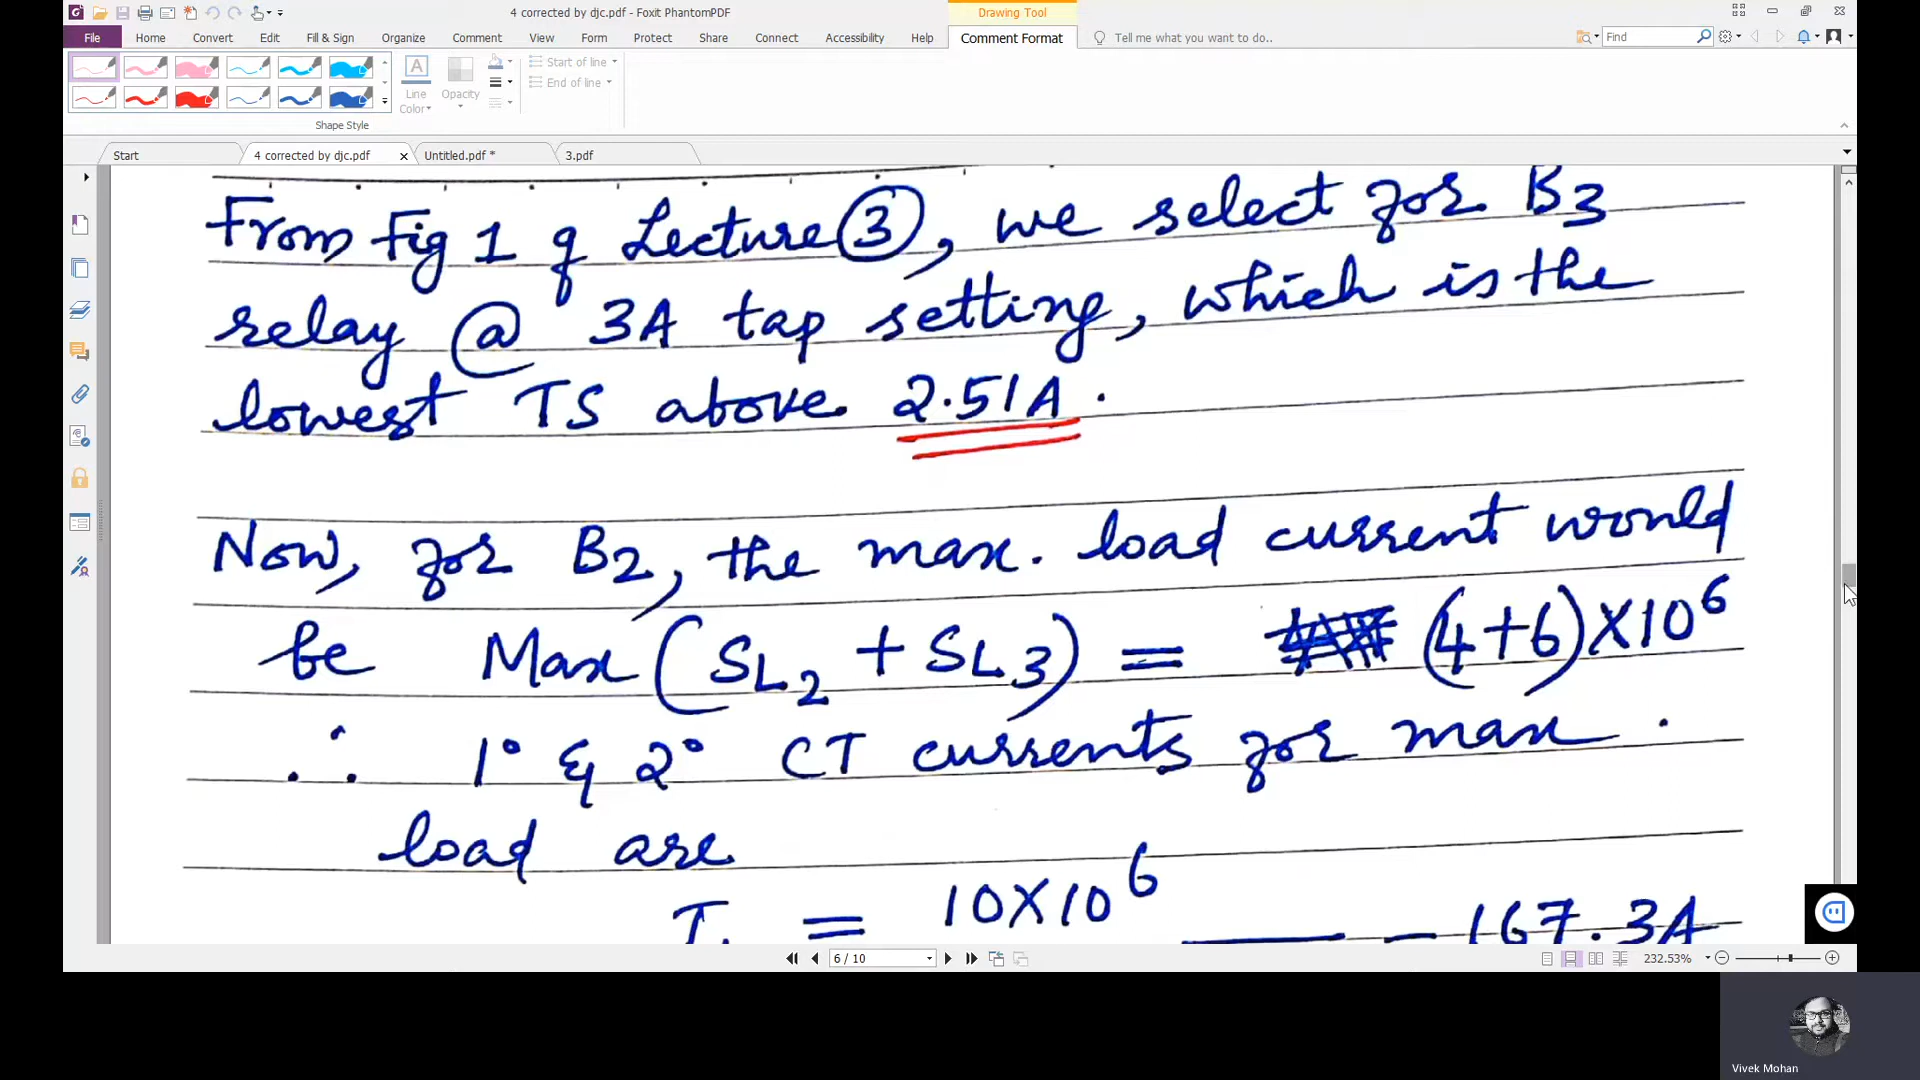 4 corrected by djc.pdf - Foxit PhantomPDF
Drawing Tool
File Home Convert Edit Fill & Sign Organize Comment View Form Protect Share Connect Accessibility Help Comment Format Tell me what you want to do.. Find
Start of line
End of line
Line Color
Opacity
Shape Style
Start 4 corrected by djc.pdf Untitled.pdf * 3.pdf
From Fig 1 of Lecture 3, we select for B3
relay @ 3A tap setting, which is the
lowest TS above 2.51A.
Now, for B2, the max. load current would
be Max (SL2 + SL3) = (4+6)X10^6
∴ 1° & 2° CT currents for max.
load are
= 10X10^6 167.3A
6 / 10
232.53%
Vivek Mohan